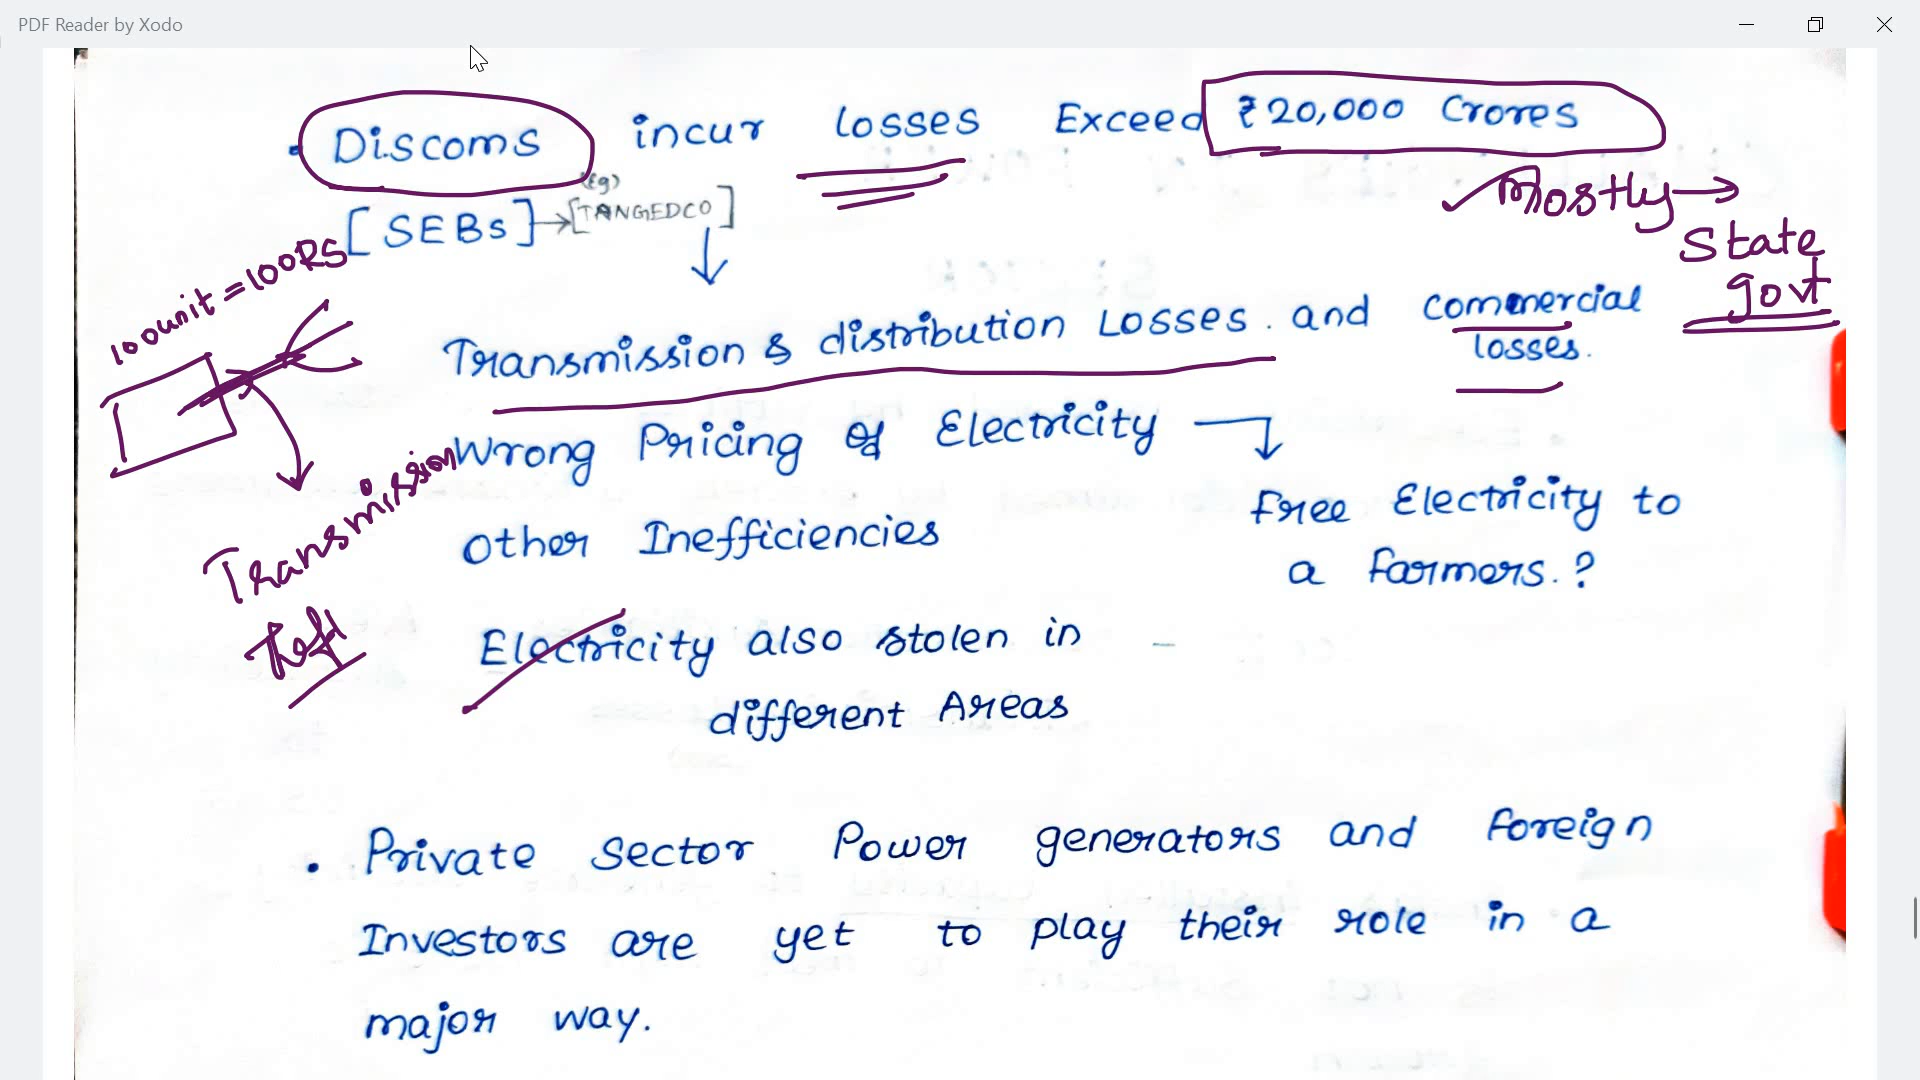 PDF Reader by Xodo
. Discoms incur losses Exceed ₹20,000 Crores
(Eg)
[SEBs] → [TANGEDCO]
Mostly →
State
govt
100unit = 100RS
Transmission & distribution Losses. and commercial
losses.
Wrong Pricing of Electricity
Transmission
Free Electricity to
a farmers.?
Other Inefficiencies
Electricity also stolen in
different Areas
. Private sector Power generators and foreign
Investors are yet to play their role in a
major way.